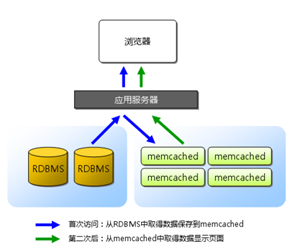 浏览器
应用服务器
RDBMS RDBMS
memcached memcached
memcached memcached
首次访问：从RDBMS中取得数据保存到memcached
第二次后：从memcached中取得数据显示页面